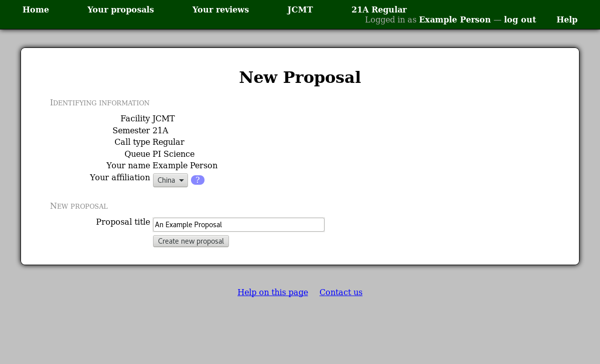 Home Your proposals Your reviews JCMT 21A Regular
Logged in as Example Person — log out Help
New Proposal
Identifying information
Facility JCMT
Semester 21A
Call type Regular
Queue PI Science
Your name Example Person
Your affiliation China ?
New proposal
Proposal title An Example Proposal
Create new proposal
Help on this page Contact us